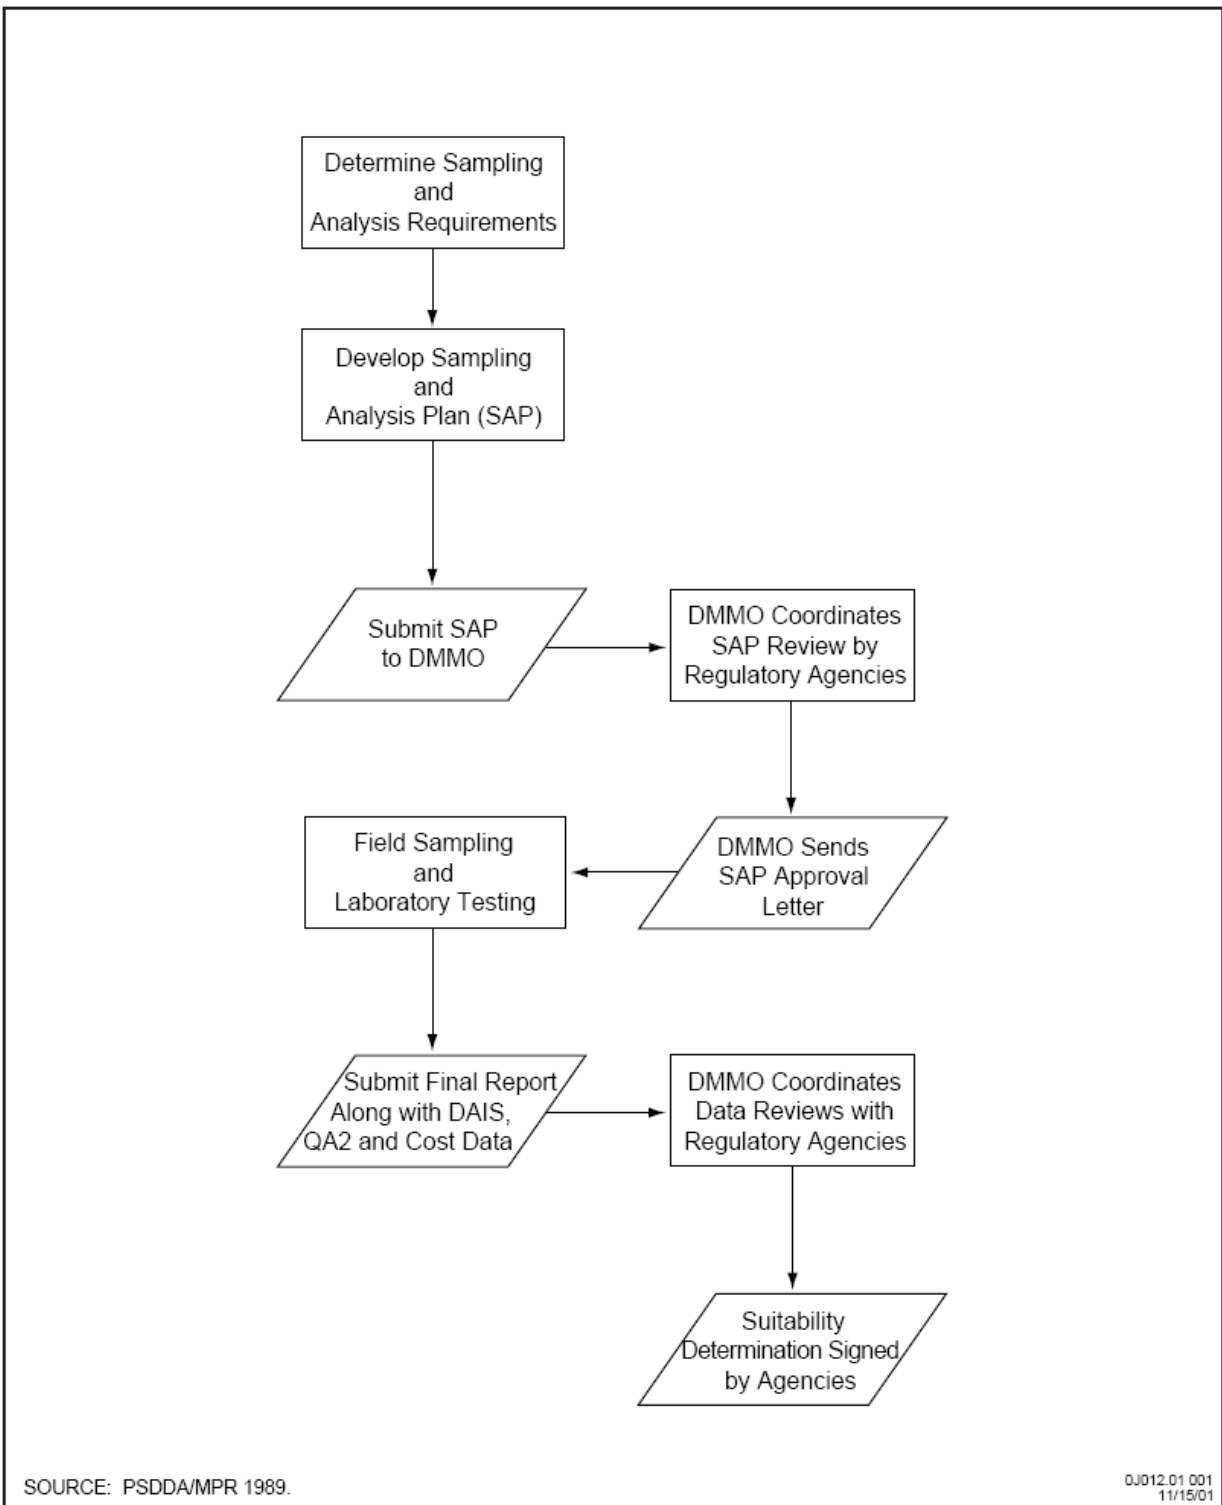 Determine Sampling
and
Analysis Requirements
Develop Sampling
and
Analysis Plan (SAP)
Submit SAP
to DMMO
DMMO Coordinates
SAP Review by
Regulatory Agencies
DMMO Sends
SAP Approval
Letter
Field Sampling
and
Laboratory Testing
Submit Final Report
Along with DAIS,
QA2 and Cost Data
DMMO Coordinates
Data Reviews with
Regulatory Agencies
Suitability
Determination Signed
by Agencies
SOURCE: PSDDA/MPR 1989.
0J012.01 001
11/15/01